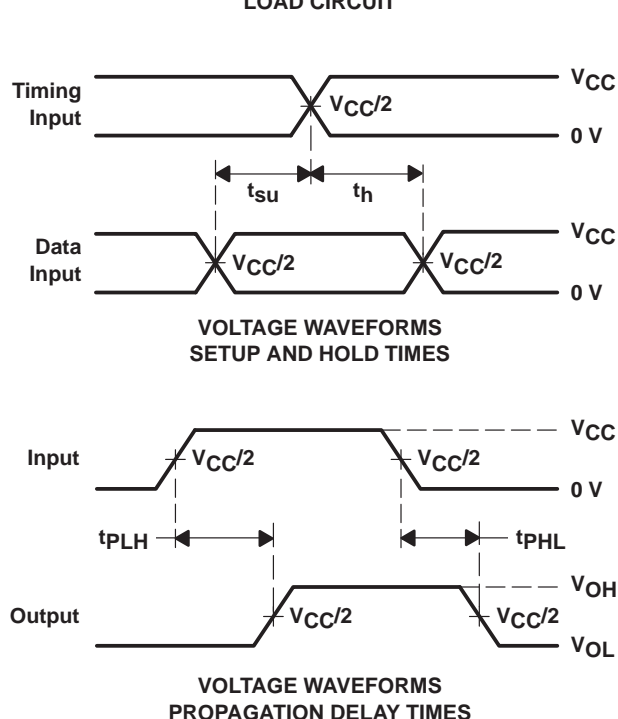 LOAD CIRCUIT
Timing
Input
VCC/2
VCC
0 V
tsu
th
Data
Input
VCC/2
VCC/2
VCC
0 V
VOLTAGE WAVEFORMS
SETUP AND HOLD TIMES
Input
VCC/2
VCC/2
VCC
0 V
tPLH
tPHL
Output
VCC/2
VCC/2
VOH
VOL
VOLTAGE WAVEFORMS
PROPAGATION DELAY TIMES